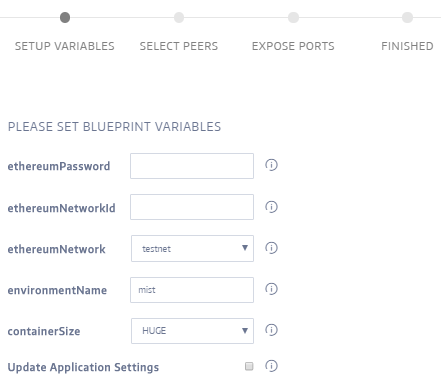 SETUP VARIABLES SELECT PEERS EXPOSE PORTS FINISHED
PLEASE SET BLUEPRINT VARIABLES
ethereumPassword
ethereumNetworkId
ethereumNetwork testnet
environmentName mist
containerSize HUGE
Update Application Settings